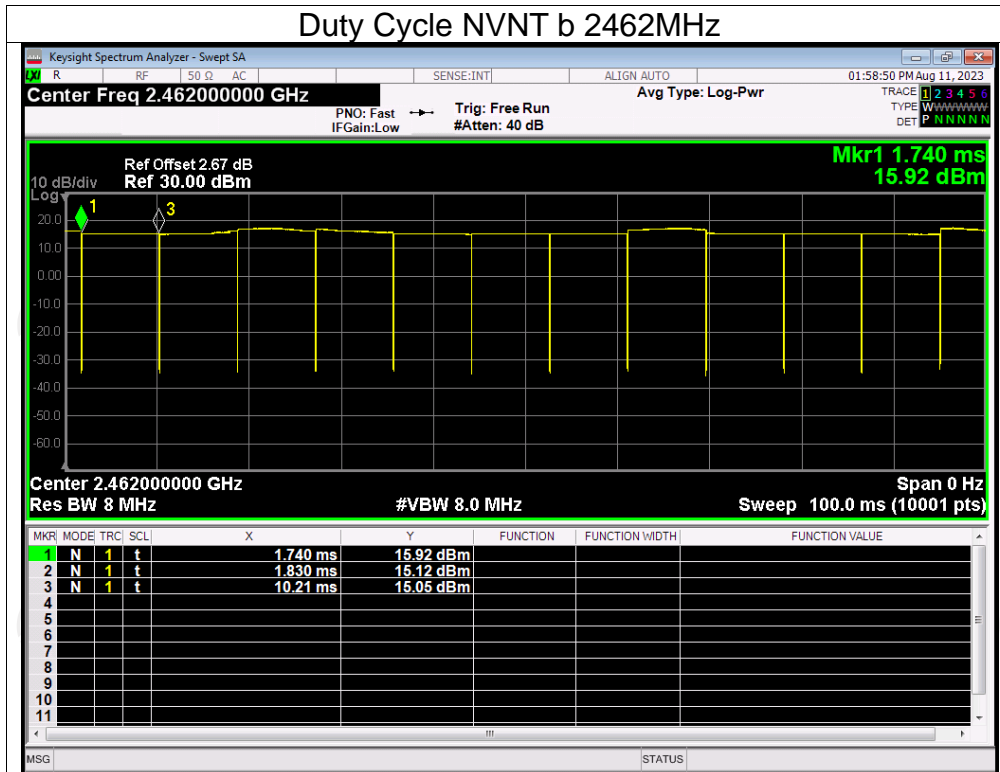 Duty Cycle NVNT b 2462MHz
Keysight Spectrum Analyzer - Swept SA
LXI R RF 50 Ω AC SENSE:INT ALIGN AUTO 01:58:50 PM Aug 11, 2023
Center Freq 2.462000000 GHz Avg Type: Log-Pwr TRACE 1 2 3 4 5 6
PNO: Fast Trig: Free Run TYPE WWWWWW
IFGain:Low #Atten: 40 dB DET P N N N N N
Mkr1 1.740 ms
Ref Offset 2.67 dB
10 dB/div Ref 30.00 dBm 15.92 dBm
Log
1 3
20.0
10.0
0.00
-10.0
-20.0
-30.0
-40.0
-50.0
-60.0
Center 2.462000000 GHz Span 0 Hz
Res BW 8 MHz #VBW 8.0 MHz Sweep 100.0 ms (10001 pts)
MKR MODE TRC SCL X Y FUNCTION FUNCTION WIDTH FUNCTION VALUE
1 N 1 t 1.740 ms 15.92 dBm
2 N 1 t 1.830 ms 15.12 dBm
3 N 1 t 10.21 ms 15.05 dBm
4
5
6
7
8
9
10
11
MSG STATUS